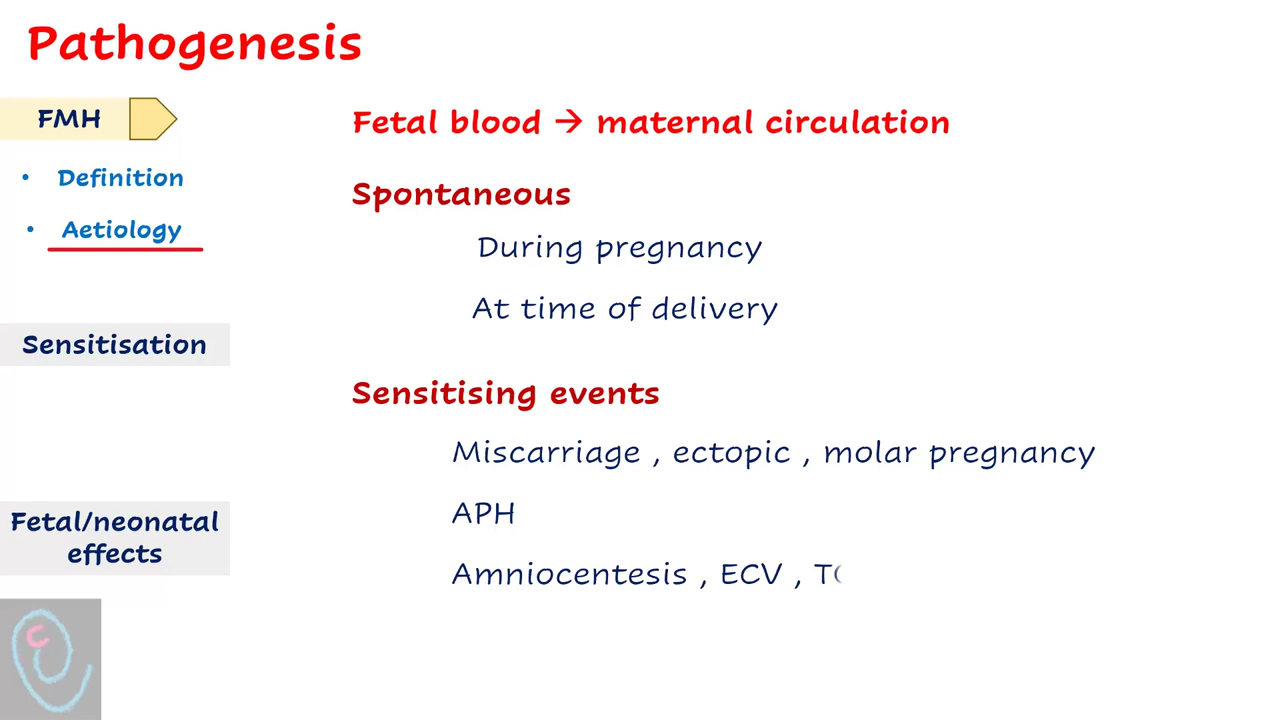 Pathogenesis
FMH
• Definition
• Aetiology
Sensitisation
Fetal/neonatal
effects
Fetal blood → maternal circulation
Spontaneous
During pregnancy
At time of delivery
Sensitising events
Miscarriage , ectopic , molar pregnancy
APH
Amniocentesis , ECV ,